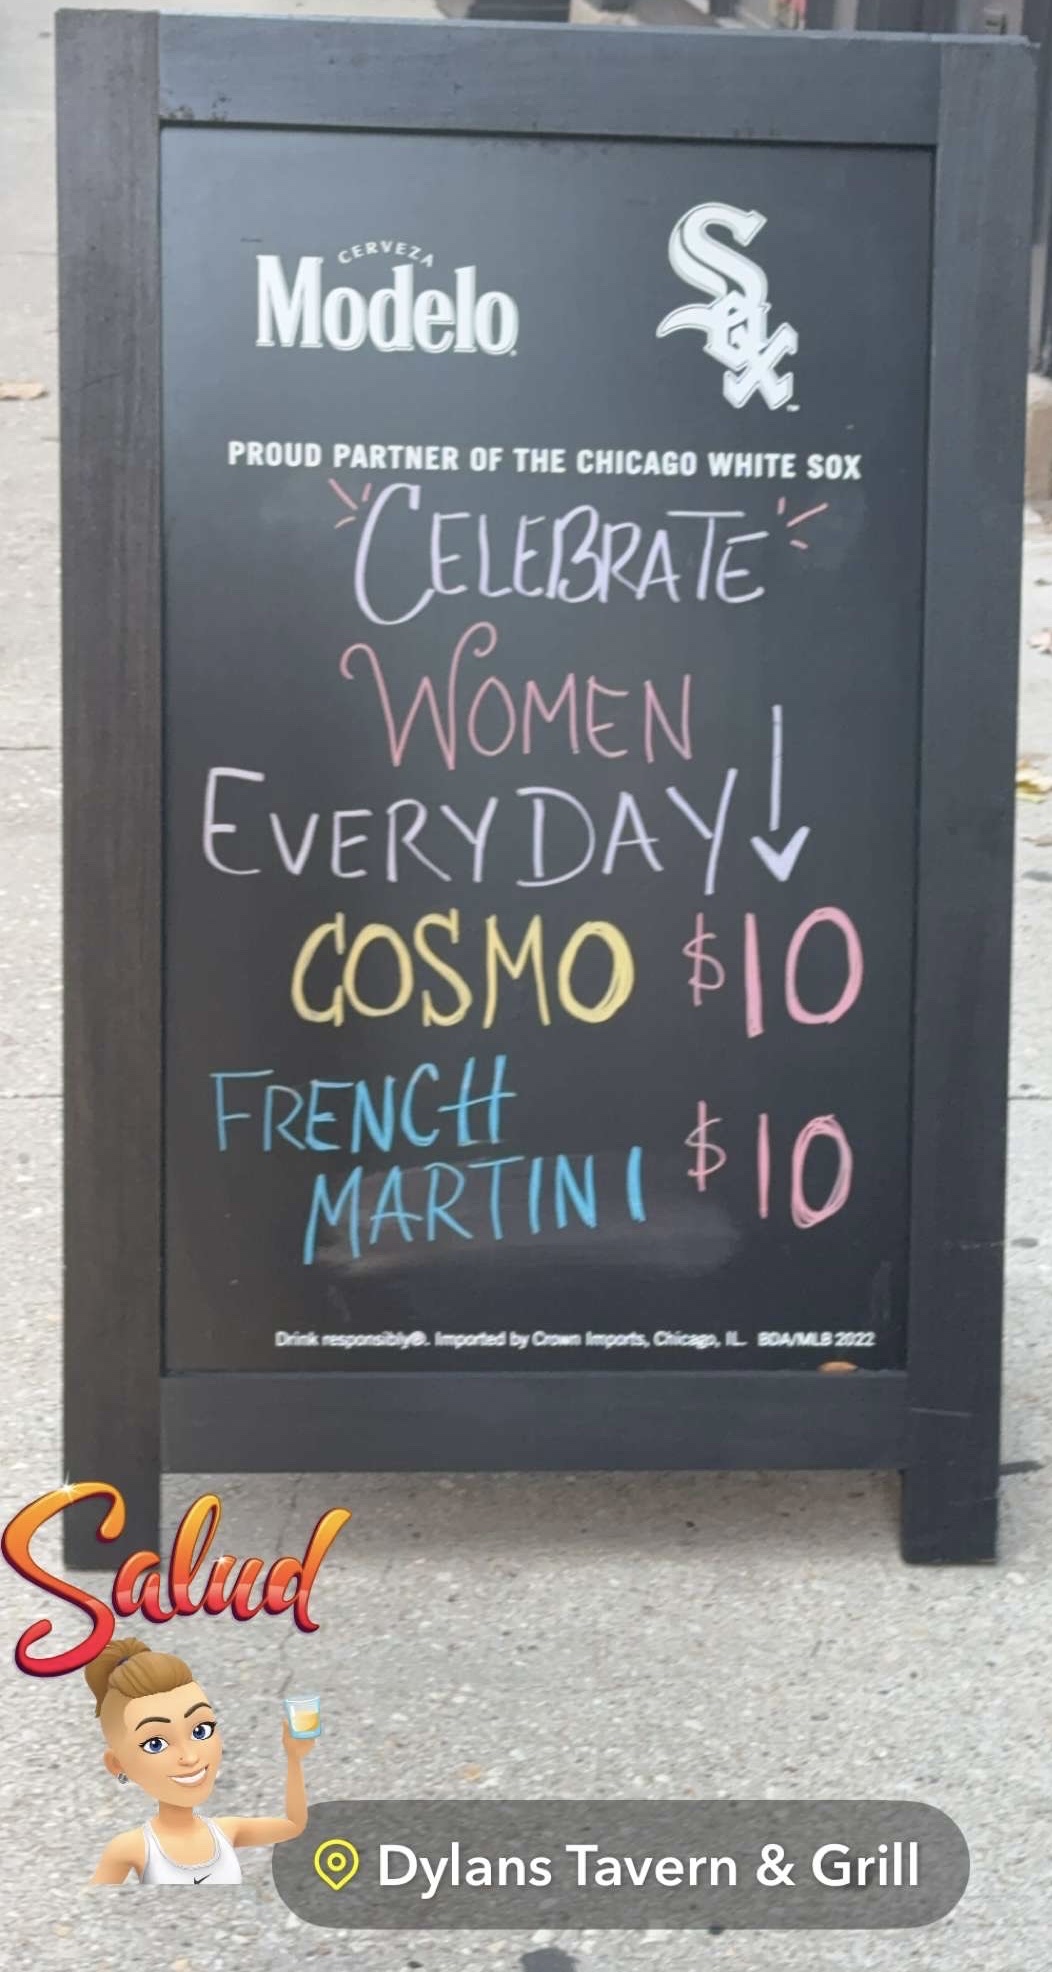 CERVEZA
Modelo
Sox
PROUD PARTNER OF THE CHICAGO WHITE SOX
CELEBRATE
WOMEN
EVERYDAY
COSMO $10
FRENCH
MARTINI $10
Drink responsibly®. Imported by Crown Imports, Chicago, IL. BDA/MLB 2022
Salud
Dylans Tavern & Grill